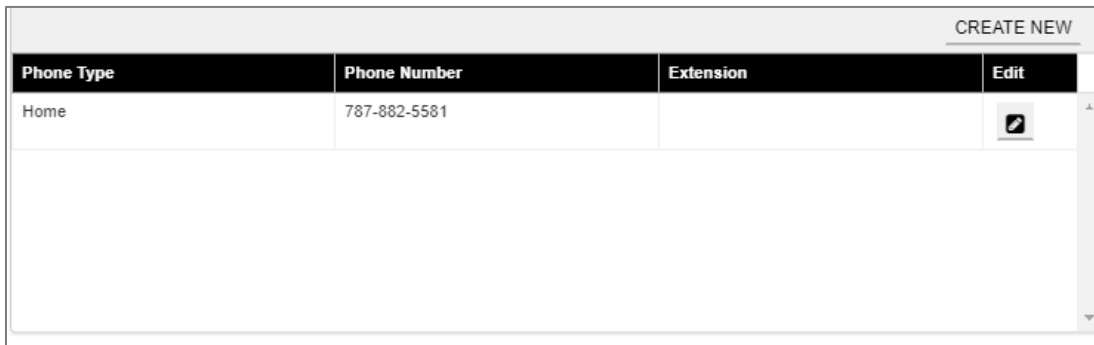 CREATE NEW
Phone Type Phone Number Extension Edit
Home 787-882-5581